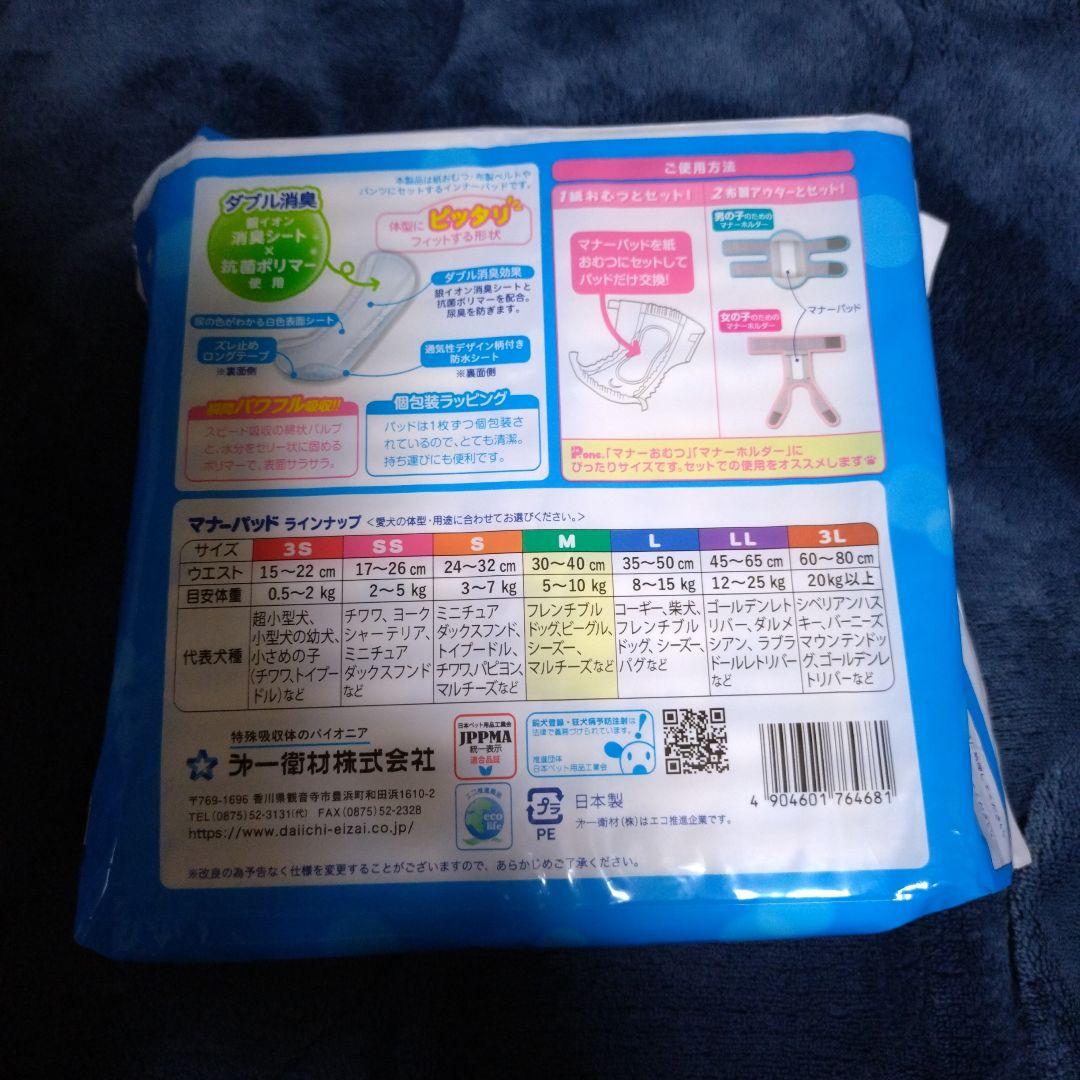 本製品は紙おむつ・布製ベルトや
パンツにセットするインナーパッドです。
ダブル消臭
銀イオン
消臭シート
×
抗菌ポリマー
使用
体型にピッタリ
フィットする形状
ダブル消臭効果
銀イオン消臭シートと
抗菌ポリマーを配合。
尿臭を防ぎます。
尿の色がわかる白色表面シート
ズレ止め
ロングテープ
※裏面側
通気性デザイン柄付き
防水シート
※裏面側
瞬間パワフル吸収!!
スピード吸収の綿状パルプ
と、水分をゼリー状に固める
ポリマーで、表面サラサラ。
個包装ラッピング
パッドは1枚ずつ個包装さ
れているので、とても清潔。
持ち運びにも便利です。
ご使用方法
1紙おむつとセット!
マナーパッドを紙
おむつにセットして
パッドだけ交換!
2布製アウターとセット!
男の子のための
マナーホルダー
マナーパッド
女の子のための
マナーホルダー
P.one.「マナーおむつ」「マナーホルダー」に
ぴったりサイズです。セットでの使用をオススメします
マナーパッド ラインナップ <愛犬の体型・用途に合わせてお選びください。>
サイズ 3S SS S M L LL 3L
ウエスト 15〜22 cm 17〜26 cm 24〜32 cm 30〜40 cm 35〜50 cm 45〜65 cm 60〜80 cm
目安体重 0.5〜2 kg 2〜5 kg 3〜7 kg 5〜10 kg 8〜15 kg 12〜25 kg 20kg以上
代表犬種
超小型犬、
小型犬の幼犬、
小さめの子
(チワワ、トイプー
ドル)など
チワワ、ヨーク
シャーテリア、
ミニチュア
ダックスフンド
など
ミニチュア
ダックスフンド、
トイプードル、
チワワ、パピヨン、
マルチーズなど
フレンチブル
ドッグ、ビーグル、
シーズー、
マルチーズなど
コーギー、柴犬、
フレンチブル
ドッグ、シーズー、
パグなど
ゴールデンレト
リバー、ダルメ
シアン、ラブラ
ドールレトリバー
など
シベリアンハス
キー、バーニーズ
マウンテンドッ
グ、ゴールデンレ
トリバーなど
特殊吸収体のパイオニア
第一衛材株式会社
〒769-1696 香川県観音寺市豊浜町和田浜1610-2
TEL(0875)52-3131(代) FAX(0875)52-2328
https://www.daiichi-eizai.co.jp/
日本ペット用品工業会
JPPMA
統一表示
適合品証
エコ推進企業
eco
life
飼犬登録・狂犬病予防注射は
法律で義務づけられています。
推進団体
日本ペット用品工業会
プラ
PE
日本製
第一衛材(株)はエコ推進企業です。
4 904601 764681
※改良の為予告なく仕様を変更することがございますので、あらかじめご了承ください。